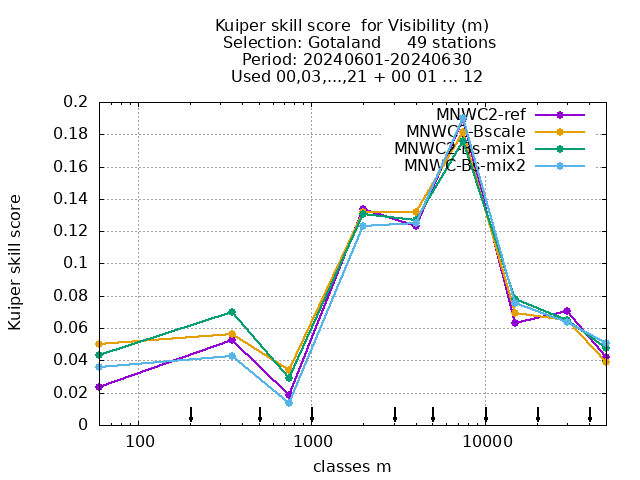 Kuiper skill score  for Visibility (m)
Selection: Gotaland     49 stations
Period: 20240601-20240630
Used 00,03,...,21 + 00 01 ... 12
MNWC2-ref
MNWC2-Bscale
MNWC2-Bs-mix1
MNWC-Bs-mix2
0.2
0.18
0.16
0.14
0.12
0.1
0.08
0.06
0.04
0.02
0
Kuiper skill score
100
1000
10000
classes m